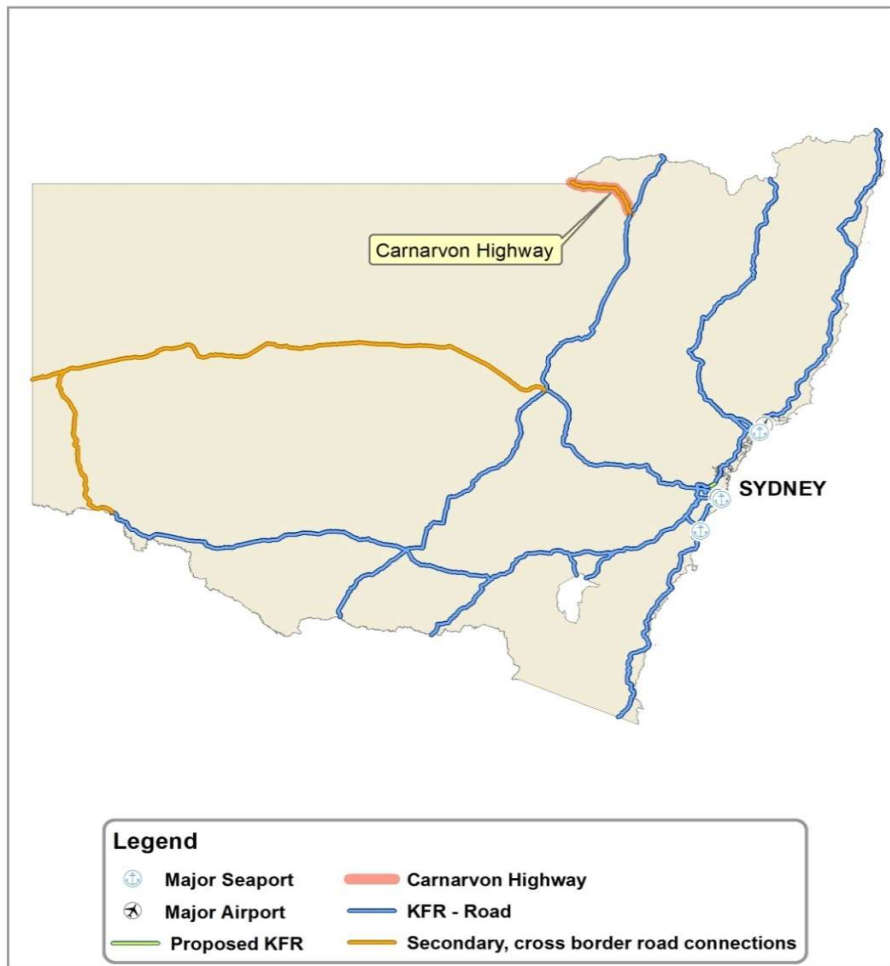 Carnarvon Highway
SYDNEY
Legend
Major Seaport
Carnarvon Highway
Major Airport
KFR - Road
Proposed KFR
Secondary, cross border road connections